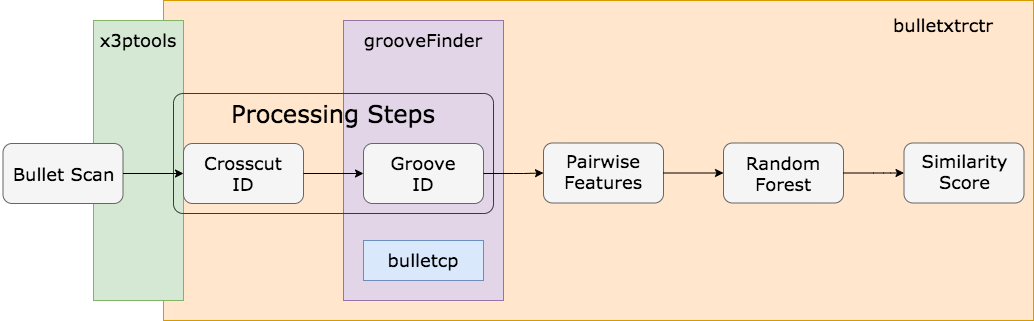 bulletxtrctr
x3ptools
grooveFinder
Processing Steps
Bullet Scan
Crosscut
ID
Groove
ID
Pairwise
Features
Random
Forest
Similarity
Score
bulletcp